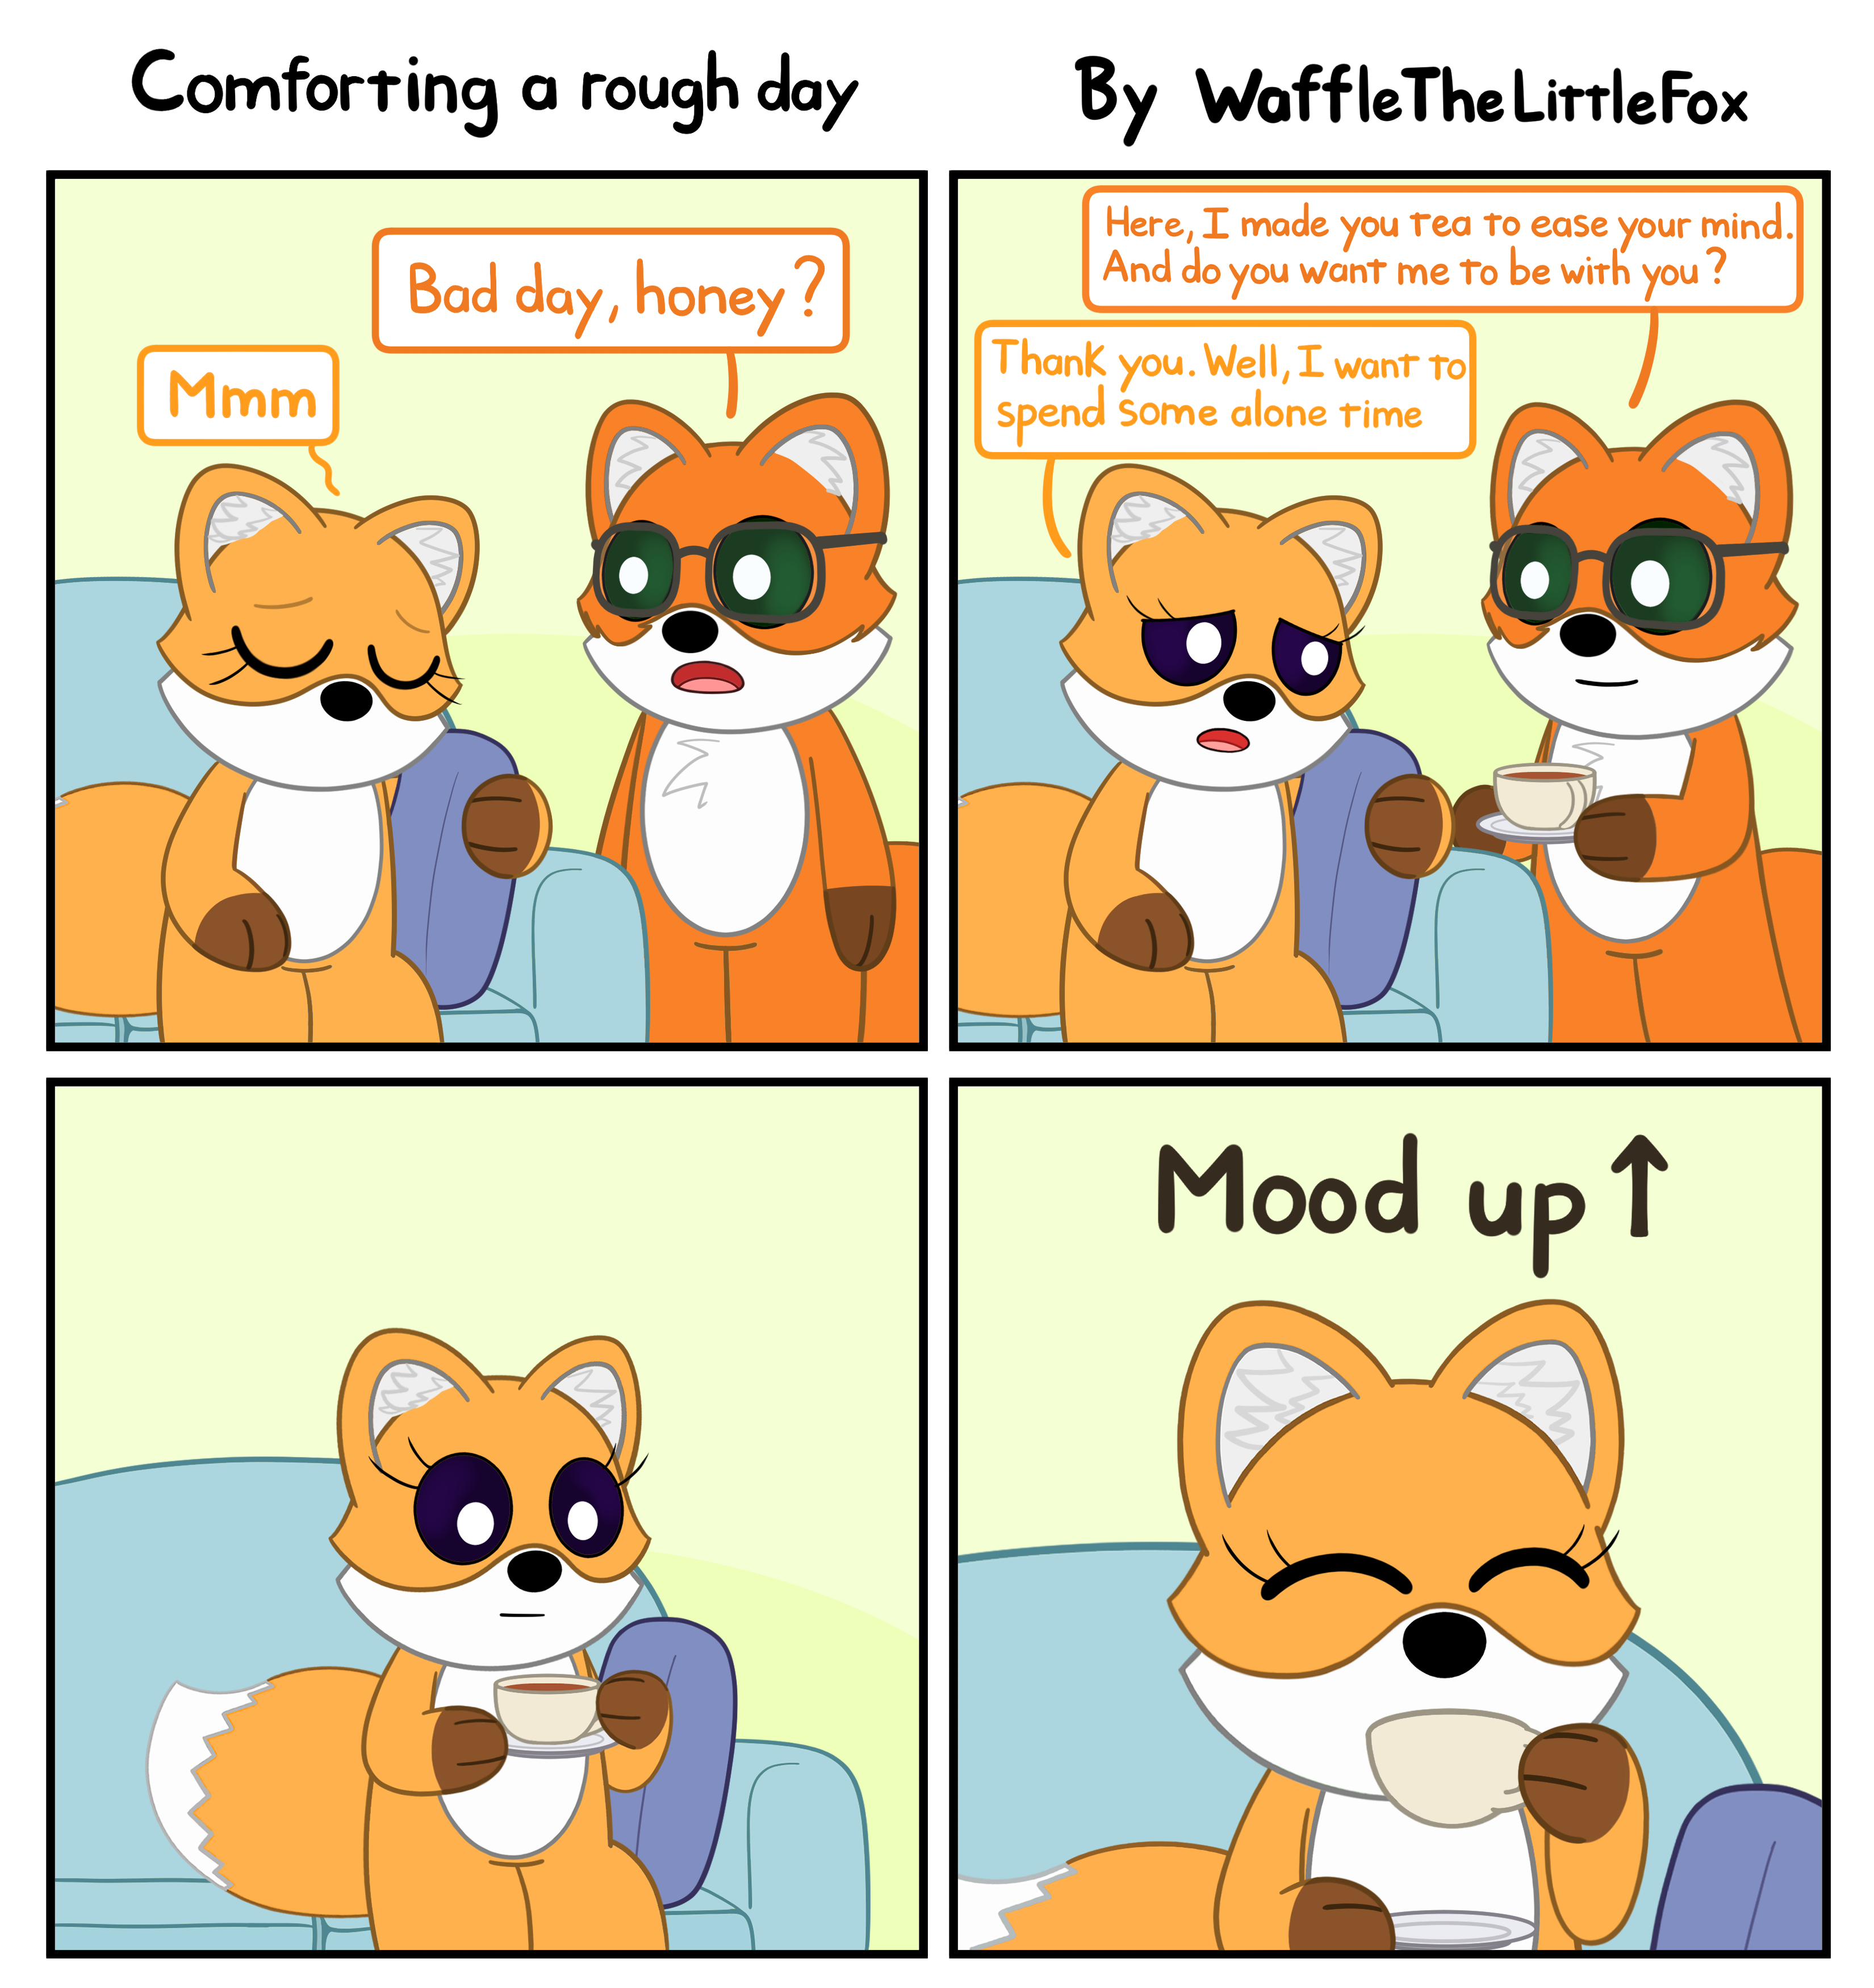 Comforting a rough day
By WaffleTheLittleFox
Bad day, honey?
Mmm
Here, I made you tea to ease your mind.
And do you want me to be with you?
Thank you. Well, I want to
spend some alone time
Mood up ↑